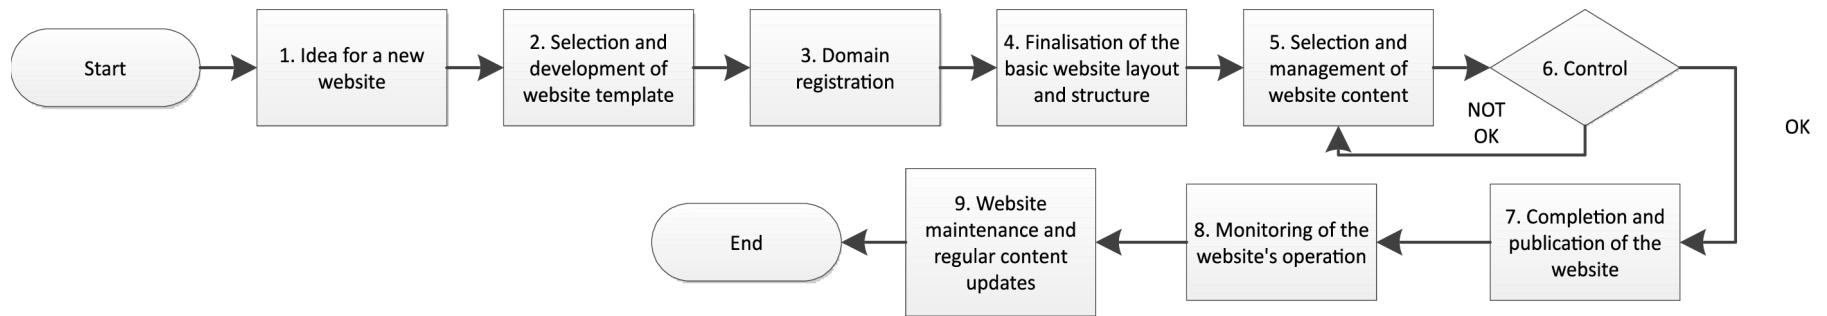 Start
1. Idea for a new
website
2. Selection and
development of
website template
3. Domain
registration
4. Finalisation of the
basic website layout
and structure
5. Selection and
management of
website content
6. Control
NOT
OK
OK
7. Completion and
publication of the
website
8. Monitoring of the
website's operation
9. Website
maintenance and
regular content
updates
End